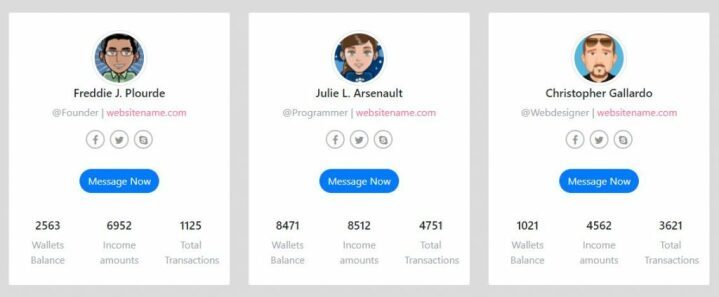 Freddie J. Plourde
@Founder | websitename.com
Message Now
2563 6952 1125
Wallets Income Total
Balance amounts Transactions
Julie L. Arsenault
@Programmer | websitename.com
Message Now
8471 8512 4751
Wallets Income Total
Balance amounts Transactions
Christopher Gallardo
@Webdesigner | websitename.com
Message Now
1021 4562 3621
Wallets Income Total
Balance amounts Transactions